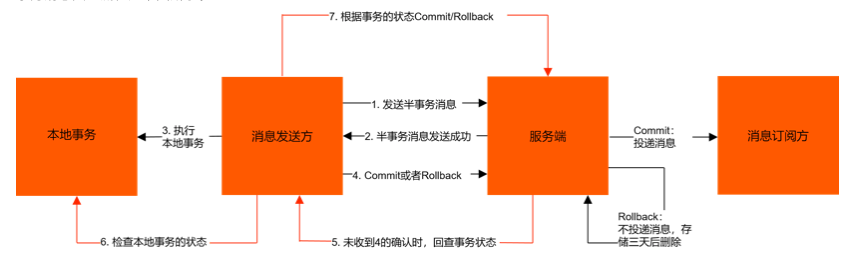 7. 根据事务的状态Commit/Rollback
本地事务
3. 执行
本地事务
消息发送方
1. 发送半事务消息
2. 半事务消息发送成功
4. Commit或者Rollback
服务端
Commit：
投递消息
消息订阅方
Rollback：
不投递消息，存
储三天后删除
6. 检查本地事务的状态
5. 未收到4的确认时，回查事务状态